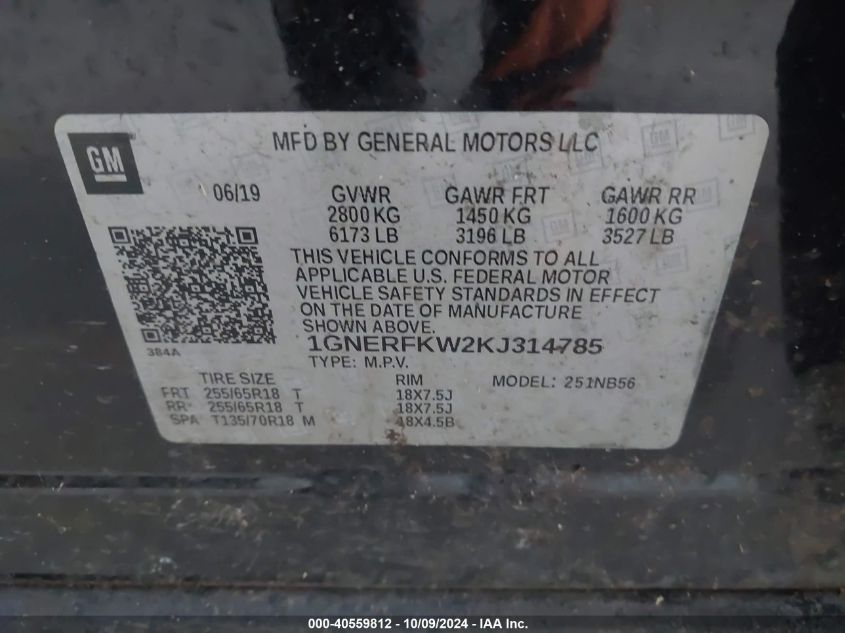 GM
MFD BY GENERAL MOTORS LLC
06/19 GVWR GAWR FRT GAWR RR
2800 KG 1450 KG 1600 KG
6173 LB 3196 LB 3527 LB
THIS VEHICLE CONFORMS TO ALL
APPLICABLE U.S. FEDERAL MOTOR
VEHICLE SAFETY STANDARDS IN EFFECT
ON THE DATE OF MANUFACTURE
SHOWN ABOVE.
384A
1GNERFKW2KJ314785
TYPE: M.P.V.
TIRE SIZE RIM MODEL: 251NB56
FRT 255/65R18 T 18X7.5J
RR 255/65R18 T 18X7.5J
SPA T135/70R18 M 18X4.5B
000-40559812 - 10/09/2024 - IAA Inc.